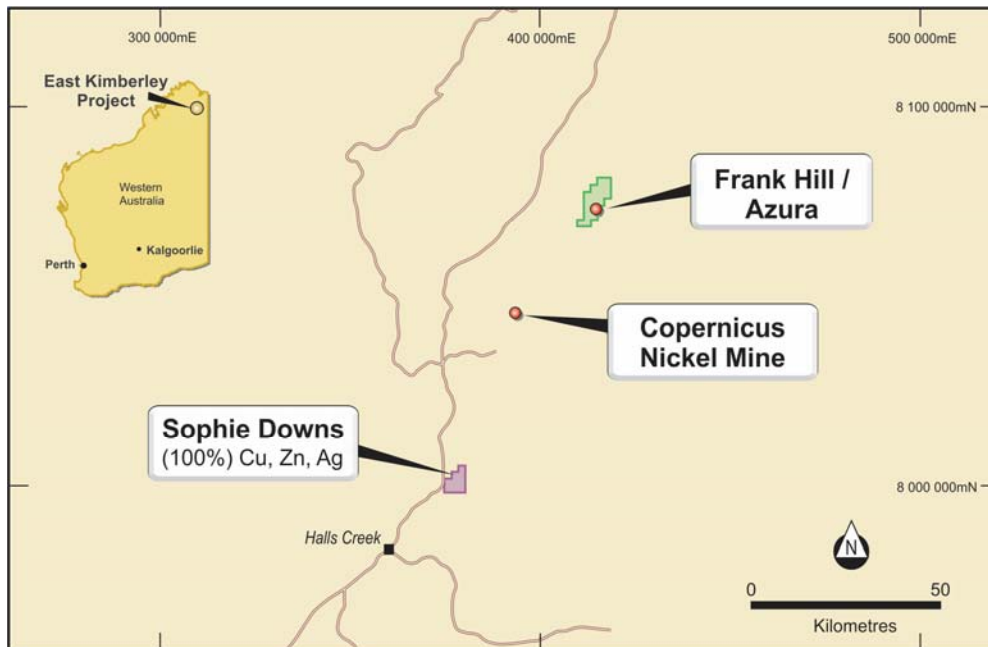 300 000mE
400 000mE
500 000mE
East Kimberley
Project
8 100 000mN
Western
Australia
Kalgoorlie
Perth
Frank Hill /
Azura
Copernicus
Nickel Mine
Sophie Downs
(100%) Cu, Zn, Ag
8 000 000mN
Halls Creek
N
0
50
Kilometres